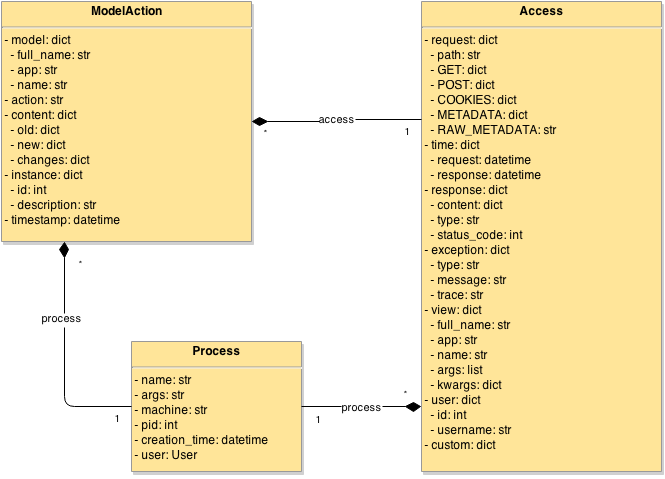 ModelAction
- model: dict
- full_name: str
- app: str
- name: str
- action: str
- content: dict
- old: dict
- new: dict
- changes: dict
- instance: dict
- id: int
- description: str
- timestamp: datetime
Access
- request: dict
- path: str
- GET: dict
- POST: dict
- COOKIES: dict
- METADATA: dict
- RAW_METADATA: str
- time: dict
- request: datetime
- response: datetime
- response: dict
- content: dict
- type: str
- status_code: int
- exception: dict
- type: str
- message: str
- trace: str
- view: dict
- full_name: str
- app: str
- name: str
- args: list
- kwargs: dict
- user: dict
- id: int
- username: str
- custom: dict
* access 1
*
process
1
Process
- name: str
- args: str
- machine: str
- pid: int
- creation_time: datetime
- user: User
*
process
1